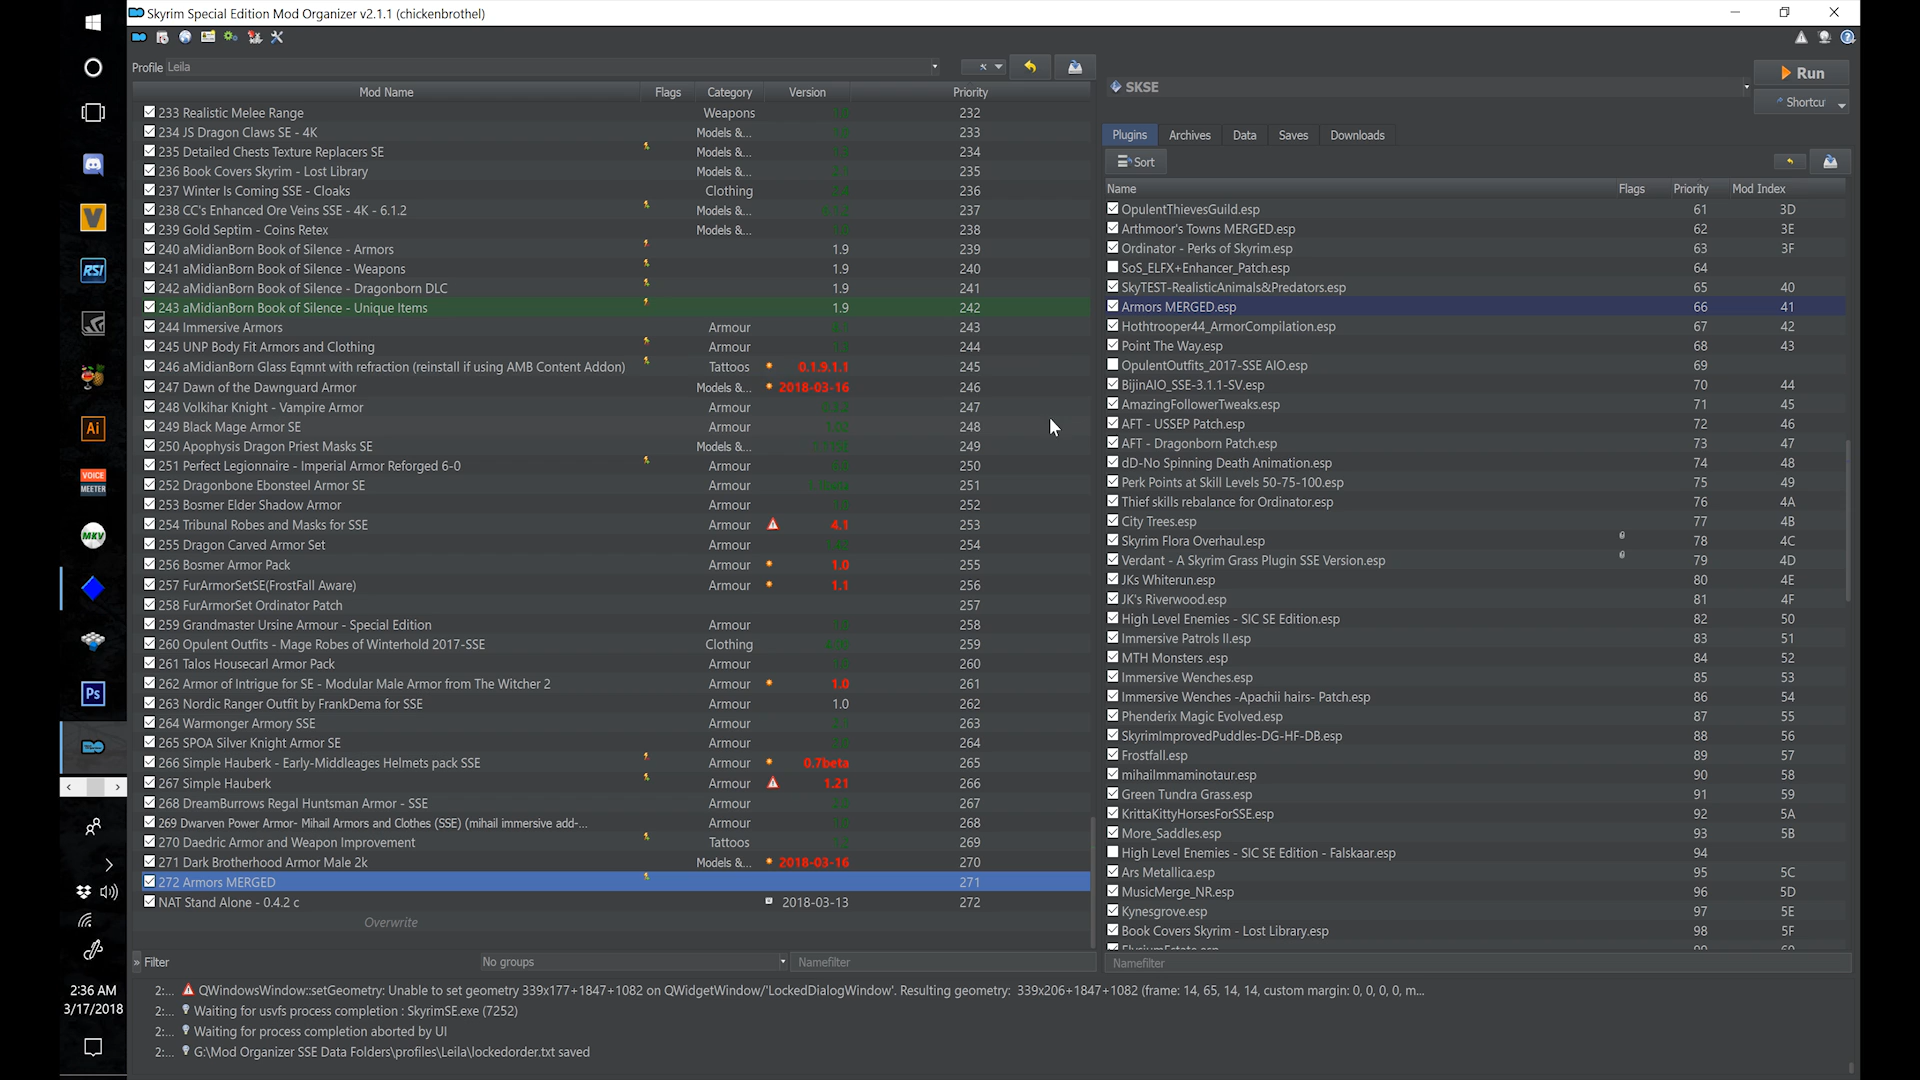 Skyrim Special Edition Mod Organizer v2.1.1 (chickenbrothel)
Profile Leila
Mod Name Flags Category Version Priority
233 Realistic Melee Range Weapons 232
234 JS Dragon Claws SE - 4K Models &... 233
235 Detailed Chests Texture Replacers SE Models &... 234
236 Book Covers Skyrim - Lost Library Models &... 235
237 Winter Is Coming SSE - Cloaks Clothing 236
238 CC's Enhanced Ore Veins SSE - 4K - 6.1.2 Models &... 237
239 Gold Septim - Coins Retex Models &... 238
240 aMidianBorn Book of Silence - Armors 1.9 239
241 aMidianBorn Book of Silence - Weapons 1.9 240
242 aMidianBorn Book of Silence - Dragonborn DLC 1.9 241
243 aMidianBorn Book of Silence - Unique Items 1.9 242
244 Immersive Armors Armour 243
245 UNP Body Fit Armors and Clothing Armour 244
246 aMidianBorn Glass Eqmnt with refraction (reinstall if using AMB Content Addon) Tattoos 0.1.9.1.1 245
247 Dawn of the Dawnguard Armor Models &... 2018-03-16 246
248 Volkihar Knight - Vampire Armor Armour 247
249 Black Mage Armor SE Armour 248
250 Apophysis Dragon Priest Masks SE Models &... 249
251 Perfect Legionnaire - Imperial Armor Reforged 6-0 Armour 250
252 Dragonbone Ebonsteel Armor SE Armour 251
253 Bosmer Elder Shadow Armor Armour 252
254 Tribunal Robes and Masks for SSE Armour 4.1 253
255 Dragon Carved Armor Set Armour 254
256 Bosmer Armor Pack Armour 1.0 255
257 FurArmorSetSE(FrostFall Aware) Armour 1.1 256
258 FurArmorSet Ordinator Patch 257
259 Grandmaster Ursine Armour - Special Edition Armour 258
260 Opulent Outfits - Mage Robes of Winterhold 2017-SSE Clothing 259
261 Talos Housecarl Armor Pack Armour 260
262 Armor of Intrigue for SE - Modular Male Armor from The Witcher 2 Armour 1.0 261
263 Nordic Ranger Outfit by FrankDema for SSE Armour 1.0 262
264 Warmonger Armory SSE Armour 263
265 SPOA Silver Knight Armor SE Armour 264
266 Simple Hauberk - Early-Middleages Helmets pack SSE Armour 0.7beta 265
267 Simple Hauberk Armour 1.21 266
268 DreamBurrows Regal Huntsman Armor - SSE Armour 267
269 Dwarven Power Armor- Mihail Armors and Clothes (SSE) (mihail immersive add-... Armour 268
270 Daedric Armor and Weapon Improvement Tattoos 269
271 Dark Brotherhood Armor Male 2k Models &... 2018-03-16 270
272 Armors MERGED 271
NAT Stand Alone - 0.4.2 c 2018-03-13 272
Overwrite
» Filter No groups Namefilter
SKSE
Run
Shortcu
Plugins Archives Data Saves Downloads
Sort
Name Flags Priority Mod Index
OpulentThievesGuild.esp 61 3D
Arthmoor's Towns MERGED.esp 62 3E
Ordinator - Perks of Skyrim.esp 63 3F
SoS_ELFX+Enhancer_Patch.esp 64
SkyTEST-RealisticAnimals&Predators.esp 65 40
Armors MERGED.esp 66 41
Hothtrooper44_ArmorCompilation.esp 67 42
Point The Way.esp 68 43
OpulentOutfits_2017-SSE AIO.esp 69
BijinAIO_SSE-3.1.1-SV.esp 70 44
AmazingFollowerTweaks.esp 71 45
AFT - USSEP Patch.esp 72 46
AFT - Dragonborn Patch.esp 73 47
dD-No Spinning Death Animation.esp 74 48
Perk Points at Skill Levels 50-75-100.esp 75 49
Thief skills rebalance for Ordinator.esp 76 4A
City Trees.esp 77 4B
Skyrim Flora Overhaul.esp 78 4C
Verdant - A Skyrim Grass Plugin SSE Version.esp 79 4D
JKs Whiterun.esp 80 4E
JK's Riverwood.esp 81 4F
High Level Enemies - SIC SE Edition.esp 82 50
Immersive Patrols II.esp 83 51
MTH Monsters .esp 84 52
Immersive Wenches.esp 85 53
Immersive Wenches -Apachii hairs- Patch.esp 86 54
Phenderix Magic Evolved.esp 87 55
SkyrimImprovedPuddles-DG-HF-DB.esp 88 56
Frostfall.esp 89 57
mihailmmaminotaur.esp 90 58
Green Tundra Grass.esp 91 59
KrittaKittyHorsesForSSE.esp 92 5A
More_Saddles.esp 93 5B
High Level Enemies - SIC SE Edition - Falskaar.esp 94
Ars Metallica.esp 95 5C
MusicMerge_NR.esp 96 5D
Kynesgrove.esp 97 5E
Book Covers Skyrim - Lost Library.esp 98 5F
Namefilter
2:... QWindowsWindow::setGeometry: Unable to set geometry 339x177+1847+1082 on QWidgetWindow/'LockedDialogWindow'. Resulting geometry: 339x206+1847+1082 (frame: 14, 65, 14, 14, custom margin: 0, 0, 0, 0, m...
2:... Waiting for usvfs process completion : SkyrimSE.exe (7252)
2:... Waiting for process completion aborted by UI
2:... G:\Mod Organizer SSE Data Folders\profiles\Leila\lockedorder.txt saved
RSI
Ai
VOICE
MEETER
MKV
Ps
2:36 AM
3/17/2018